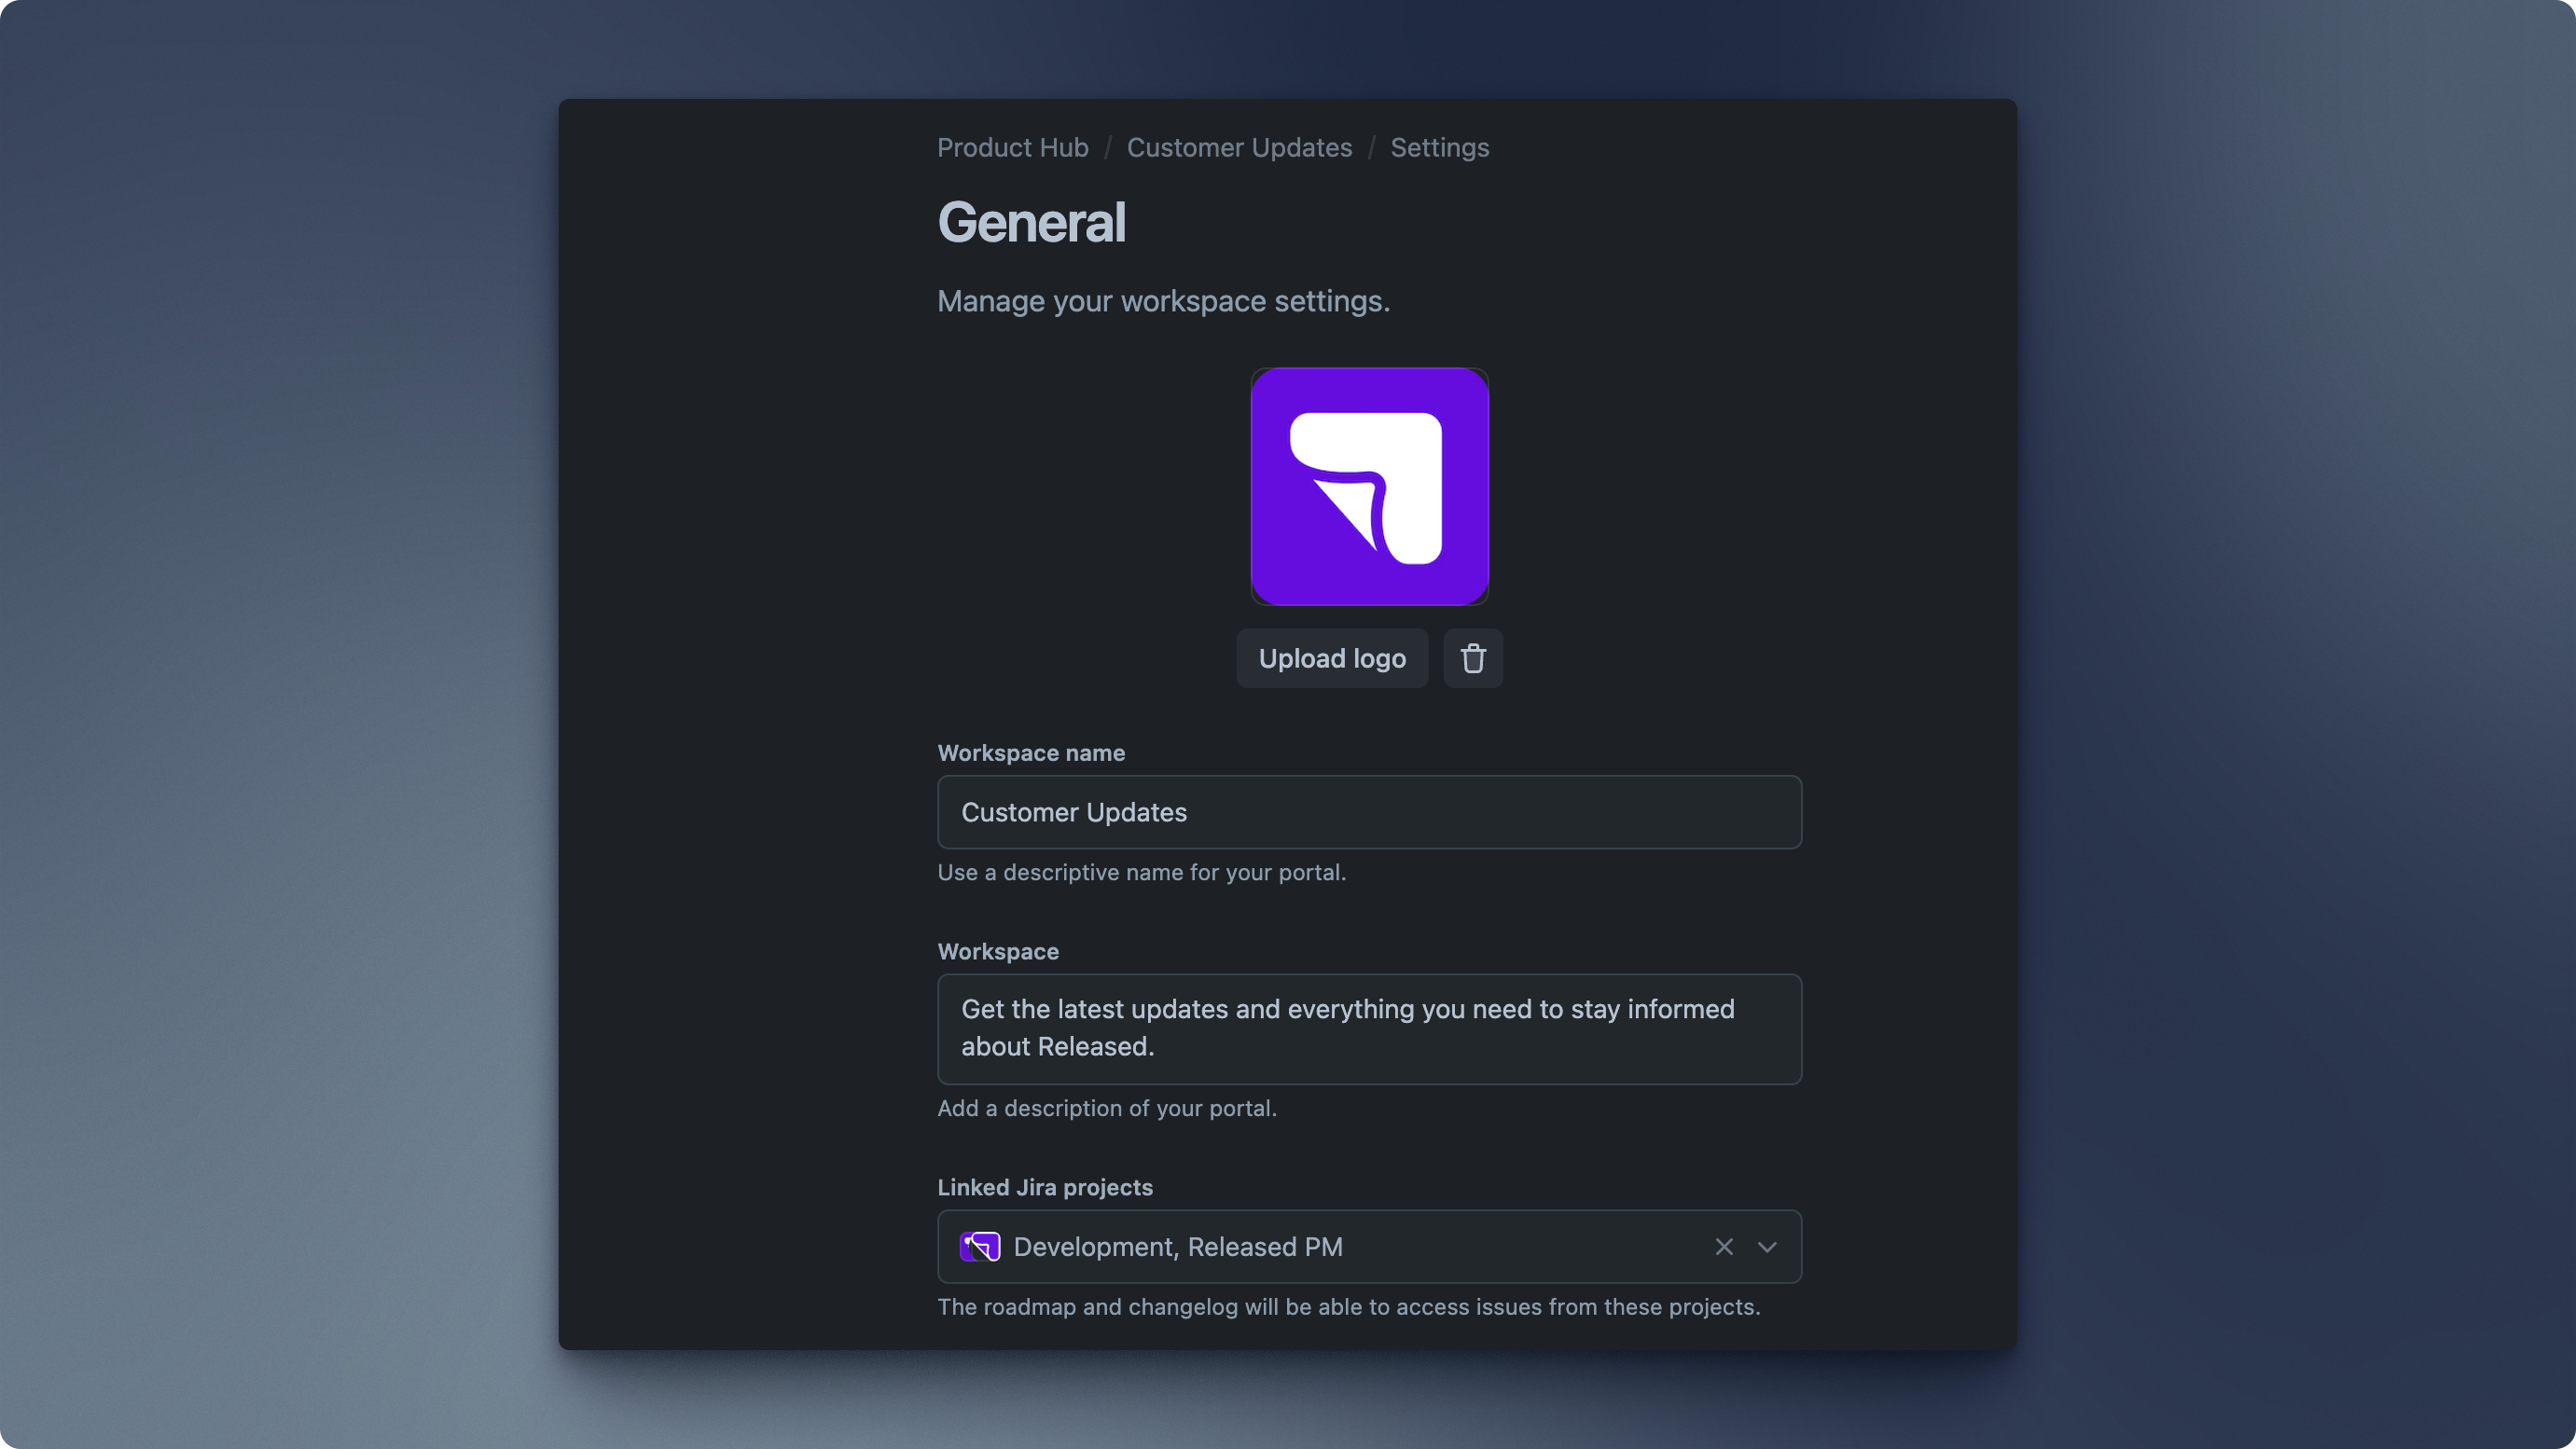 Product Hub / Customer Updates / Settings
General
Manage your workspace settings.
Upload logo
Workspace name
Customer Updates
Use a descriptive name for your portal.
Workspace
Get the latest updates and everything you need to stay informed
about Released.
Add a description of your portal.
Linked Jira projects
Development, Released PM
The roadmap and changelog will be able to access issues from these projects.